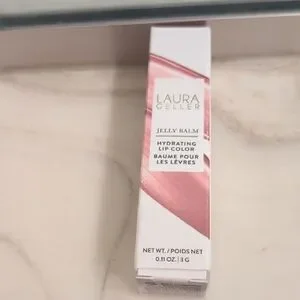 LAURA
GELLER
JELLY BALM
HYDRATING
LIP COLOR
BAUME POUR
LES LÈVRES
NET WT. / POIDS NET
0.11 OZ. | 3 G